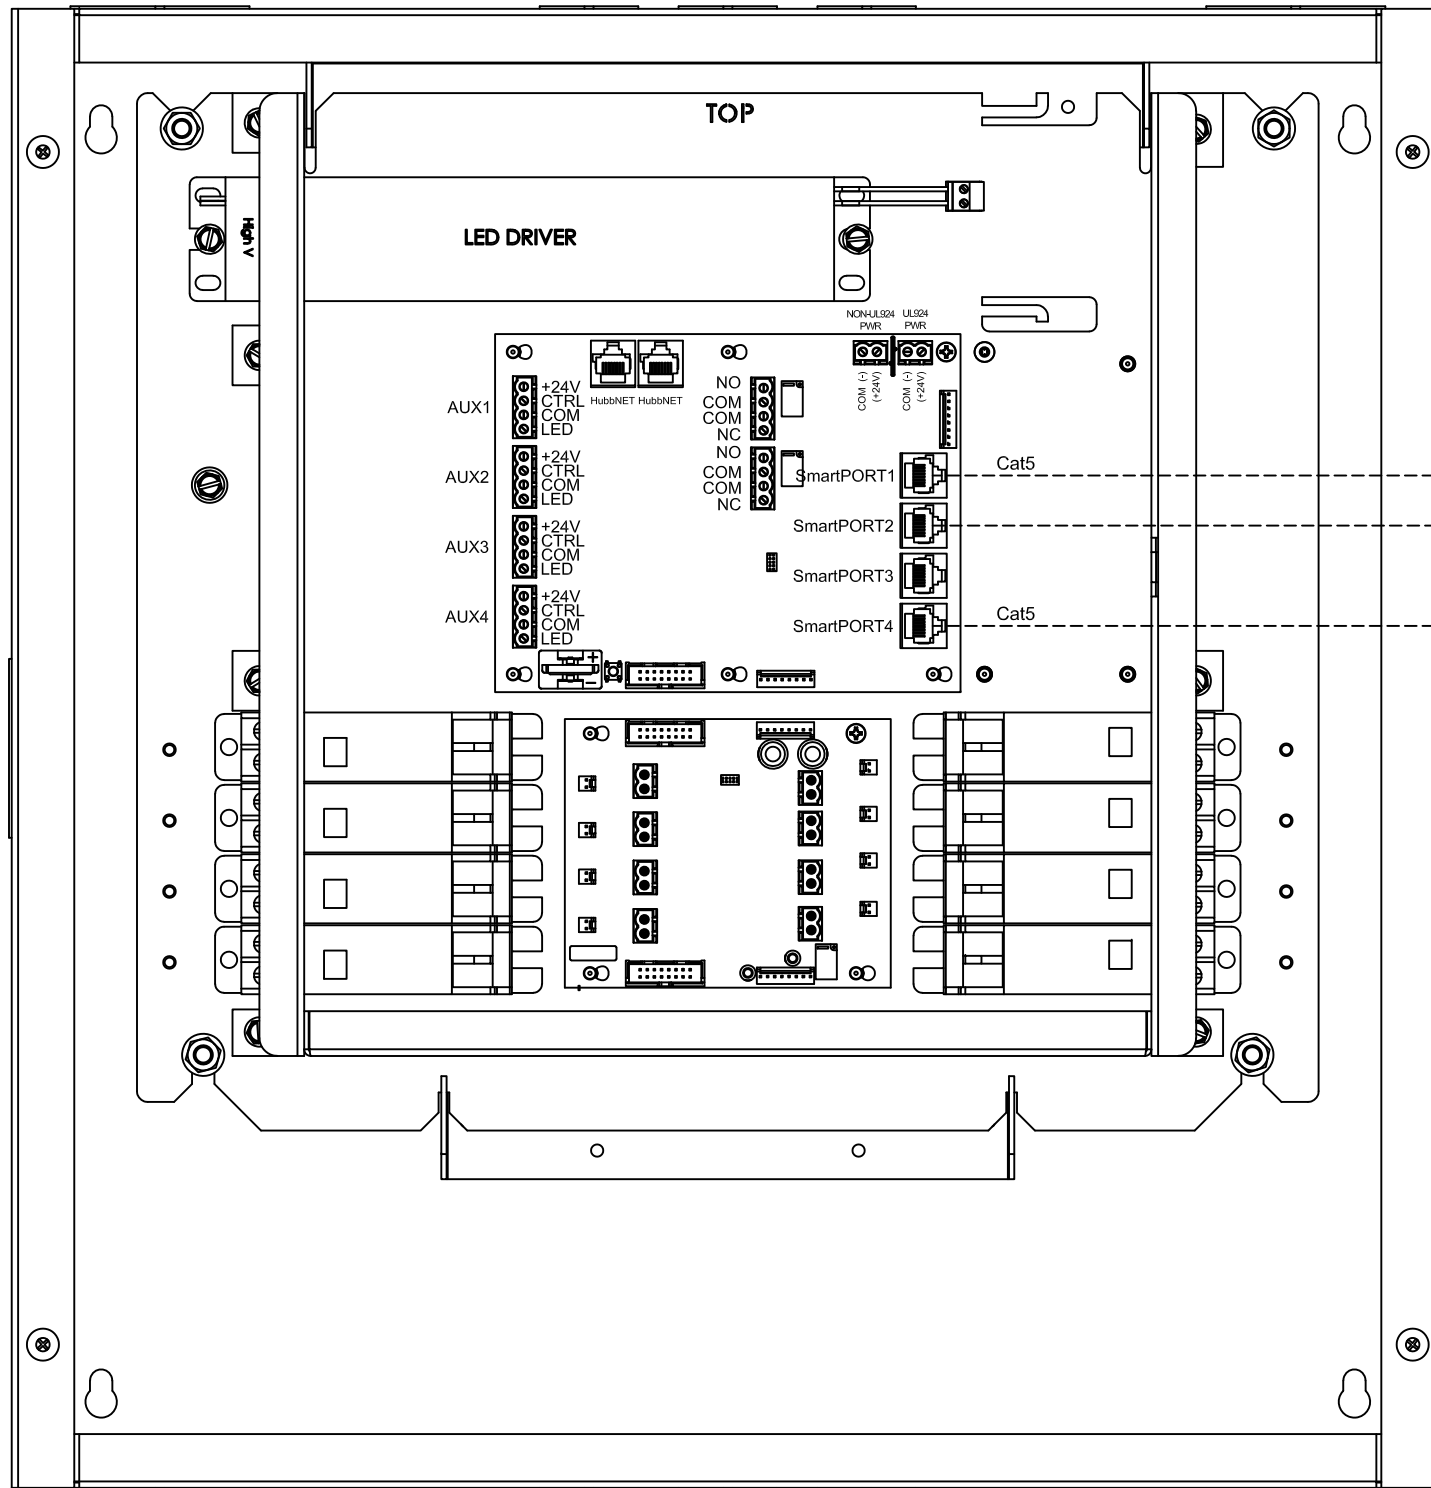 TOP
High V
LED DRIVER
NON-UL924 PWR
UL924 PWR
COM (-)
(+24V)
COM (-)
(+24V)
HubbNET HubbNET
AUX1
+24V
CTRL
COM
LED
NO
COM
COM
NC
AUX2
+24V
CTRL
COM
LED
NO
COM
COM
NC
AUX3
+24V
CTRL
COM
LED
AUX4
+24V
CTRL
COM
LED
+
–
SmartPORT1
Cat5
SmartPORT2
SmartPORT3
SmartPORT4
Cat5